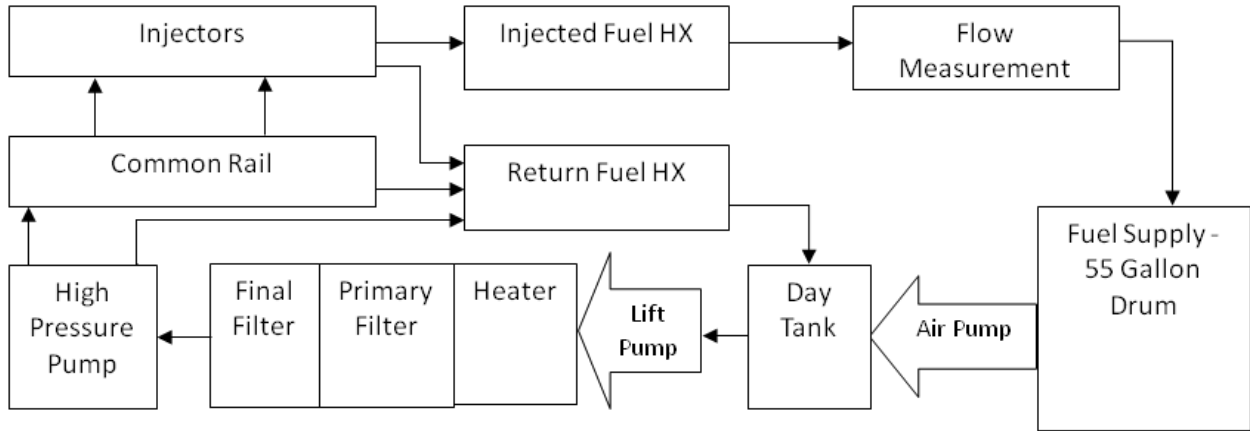 Injectors
Injected Fuel HX
Flow
Measurement
Common Rail
Return Fuel HX
Fuel Supply -
55 Gallon
Drum
High
Pressure
Pump
Final
Filter
Primary
Filter
Heater
Lift
Pump
Day
Tank
Air Pump